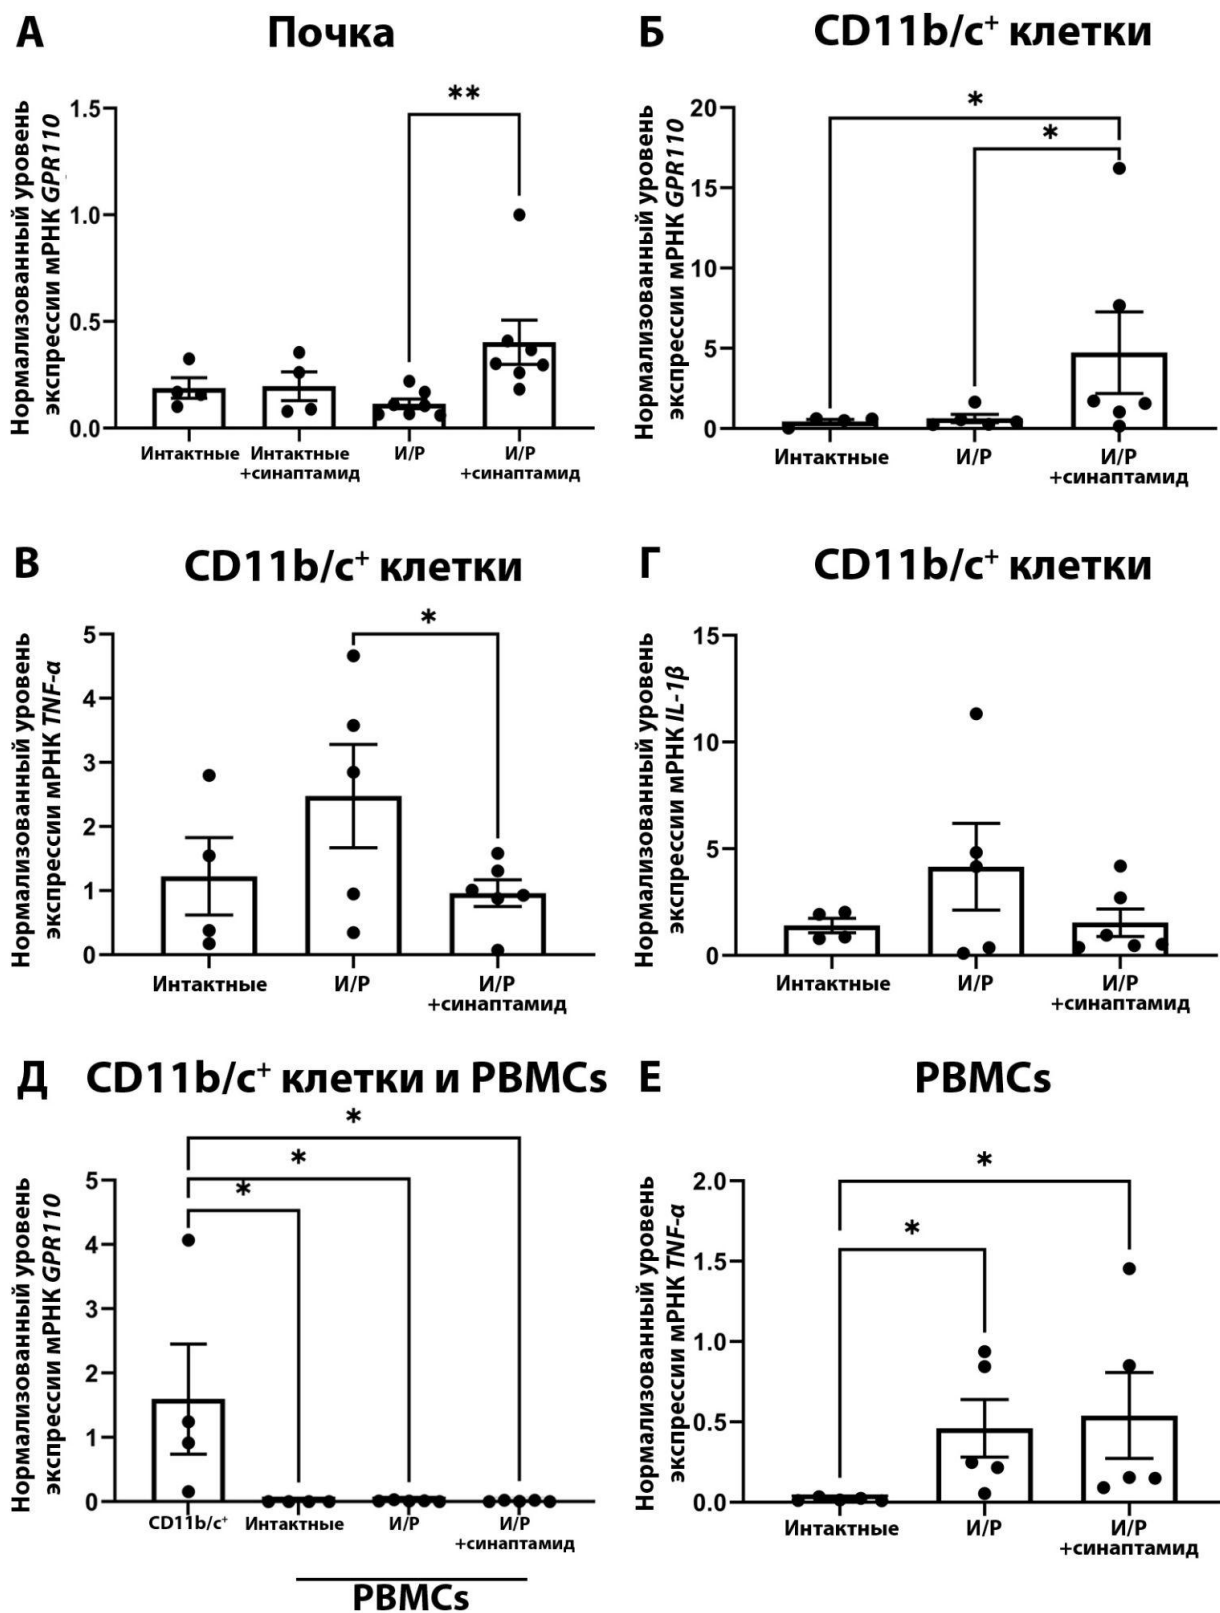 А
Почка
Нормализованный уровень
экспрессии мРНК GPR110
1.5
1.0
0.5
0.0
**
Интактные
Интактные
+синаптамид
И/Р
И/Р
+синаптамид
Б
CD11b/c⁺ клетки
Нормализованный уровень
экспрессии мРНК GPR110
20
15
10
5
0
*
*
Интактные
И/Р
И/Р
+синаптамид
В
CD11b/c⁺ клетки
Нормализованный уровень
экспрессии мРНК TNF-α
5
4
3
2
1
0
*
Интактные
И/Р
И/Р
+синаптамид
Г
CD11b/c⁺ клетки
Нормализованный уровень
экспрессии мРНК IL-1β
15
10
5
0
Интактные
И/Р
И/Р
+синаптамид
Д
CD11b/c⁺ клетки и PBMCs
Нормализованный уровень
экспрессии мРНК GPR110
5
4
3
2
1
0
*
*
*
CD11b/c⁺
Интактные
И/Р
И/Р
+синаптамид
PBMCs
Е
PBMCs
Нормализованный уровень
экспрессии мРНК TNF-α
2.0
1.5
1.0
0.5
0.0
*
*
Интактные
И/Р
И/Р
+синаптамид